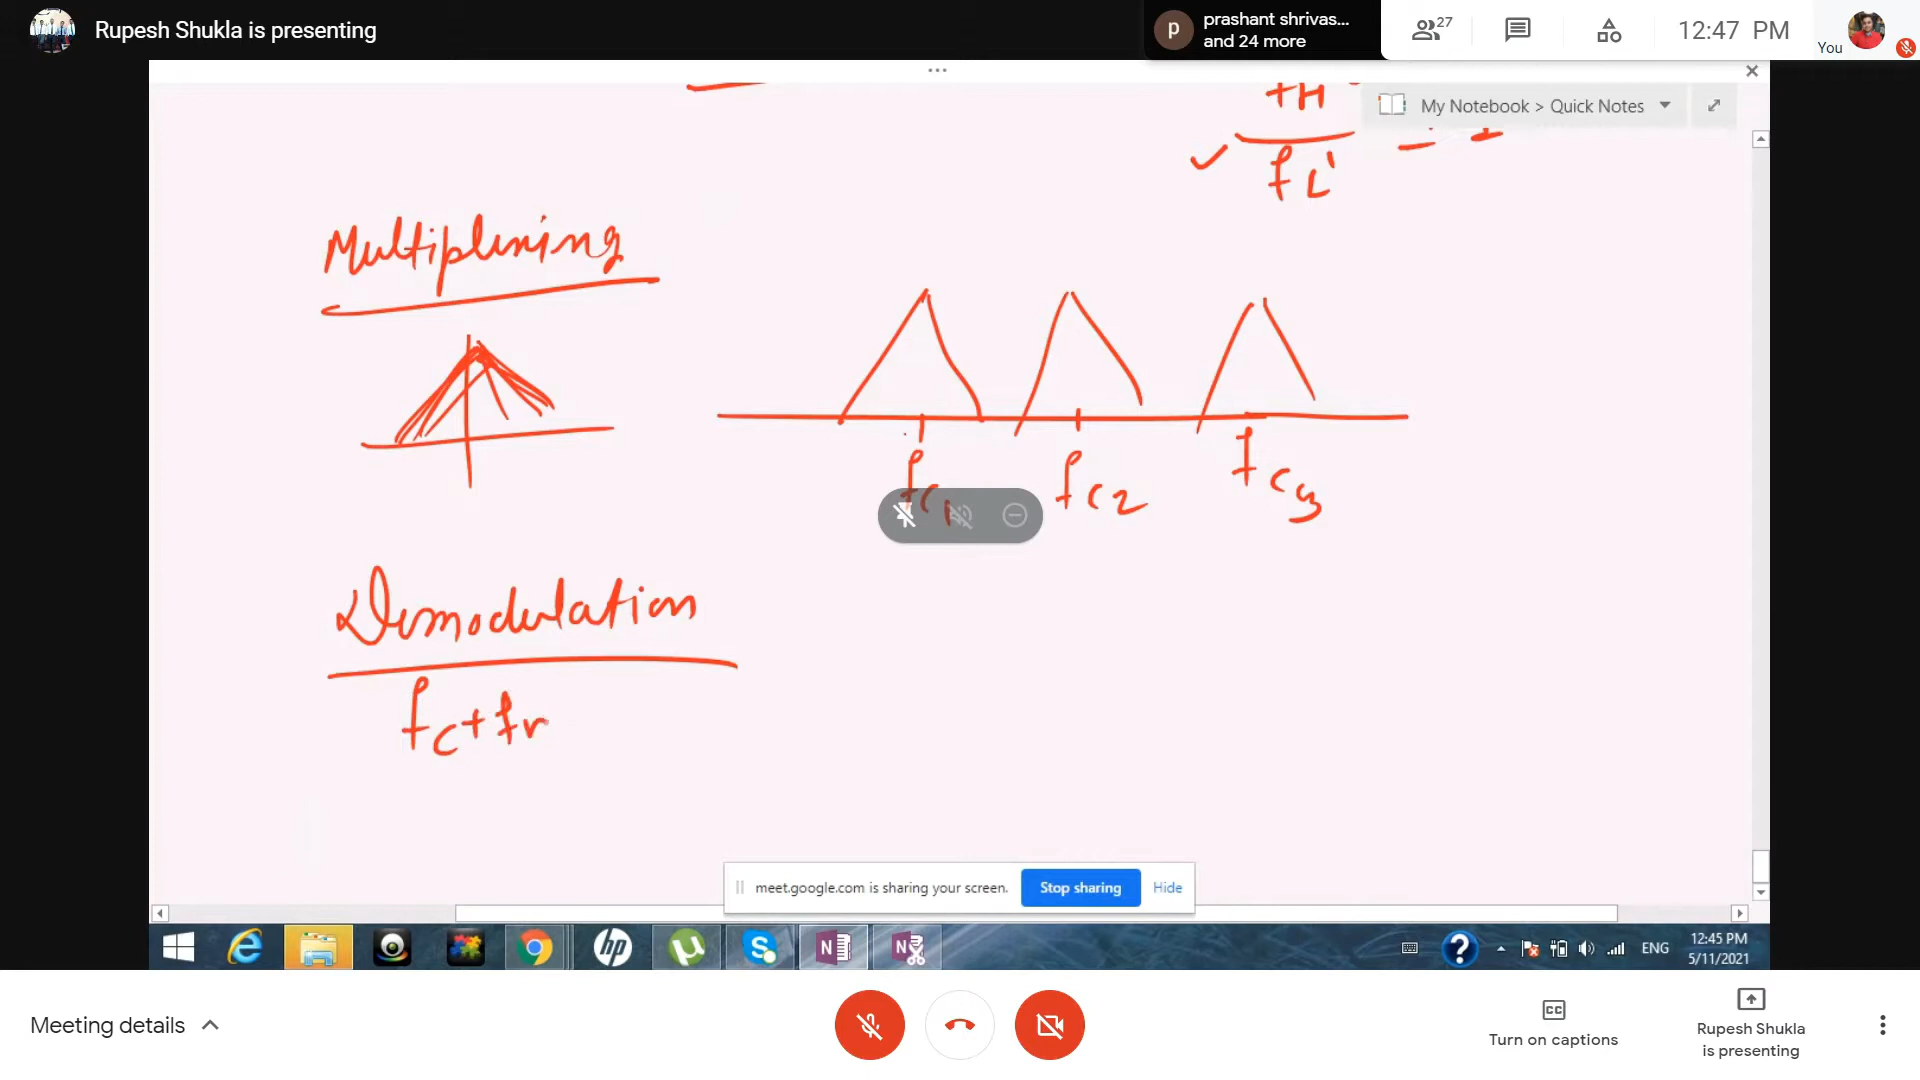 Rupesh Shukla is presenting
p
prashant shrivas...
and 24 more
27
12:47 PM
You
My Notebook > Quick Notes
fH'
fL'
Multiplexing
fc1
fc2
fc3
Demodulation
fc+fr
meet.google.com is sharing your screen.
Stop sharing
Hide
hp
N
N
S
?
ENG
12:45 PM
5/11/2021
Meeting details
CC
Turn on captions
Rupesh Shukla
is presenting